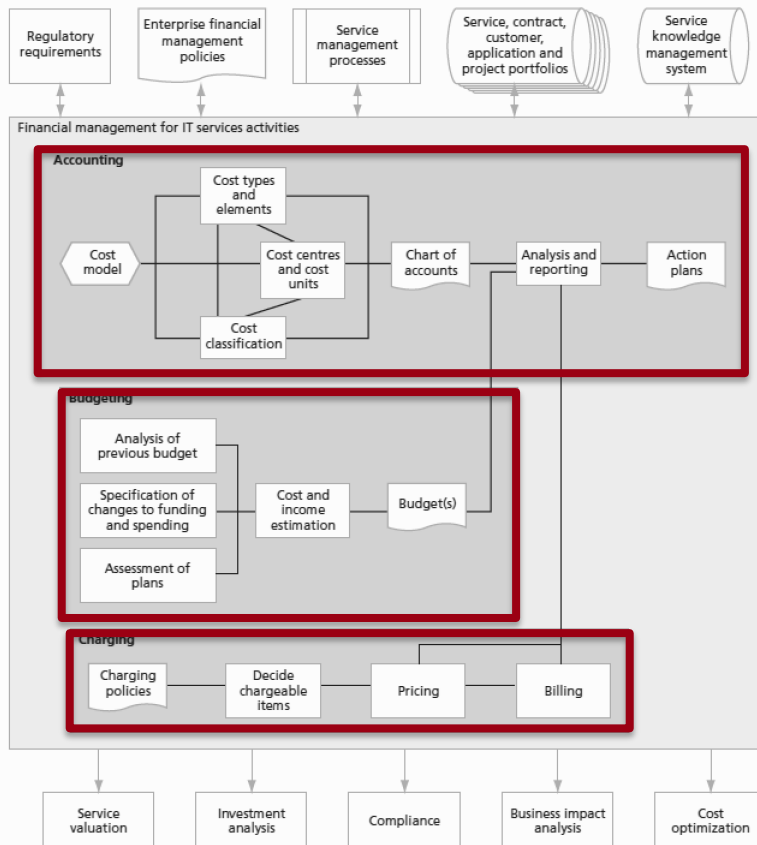 Regulatory
requirements
Enterprise financial
management
policies
Service
management
processes
Service, contract,
customer,
application and
project portfolios
Service
knowledge
management
system
Financial management for IT services activities
Accounting
Cost types
and
elements
Cost
model
Cost centres
and cost
units
Cost
classification
Chart of
accounts
Analysis and
reporting
Action
plans
Budgeting
Analysis of
previous budget
Specification of
changes to funding
and spending
Assessment of
plans
Cost and
income
estimation
Budget(s)
Charging
Charging
policies
Decide
chargeable
items
Pricing
Billing
Service
valuation
Investment
analysis
Compliance
Business impact
analysis
Cost
optimization